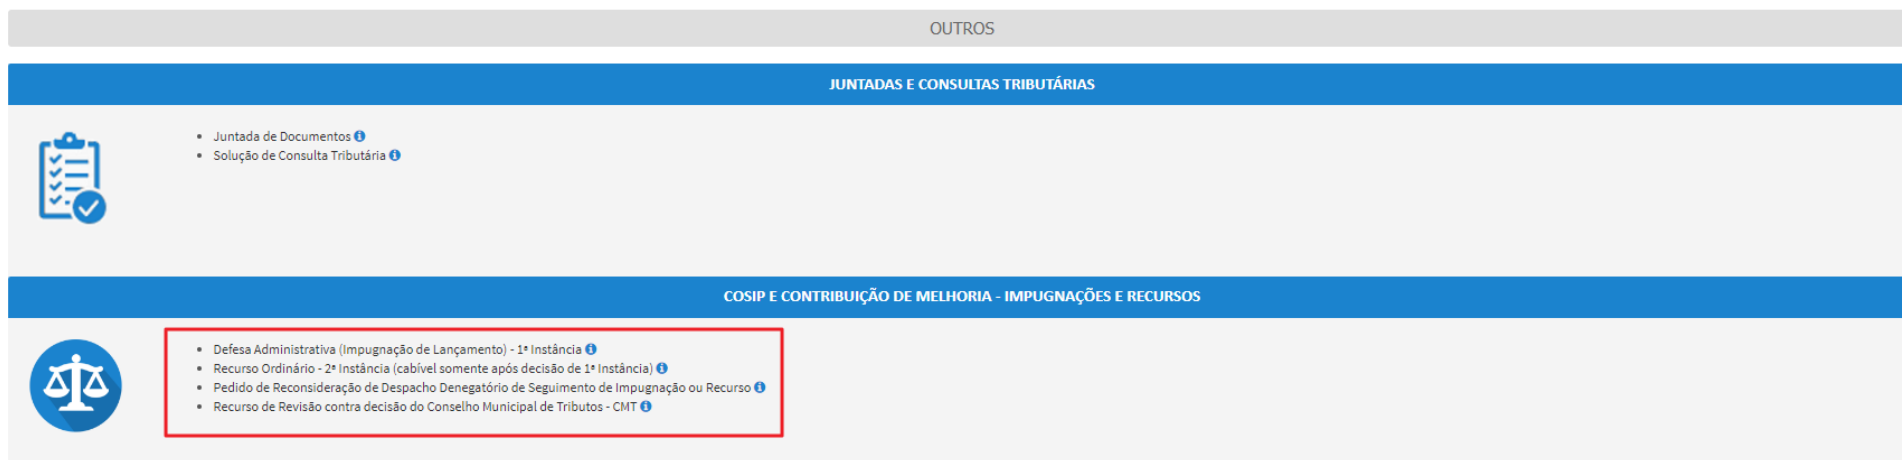 OUTROS
JUNTADAS E CONSULTAS TRIBUTÁRIAS
Juntada de Documentos
Solução de Consulta Tributária
COSIP E CONTRIBUIÇÃO DE MELHORIA - IMPUGNAÇÕES E RECURSOS
Defesa Administrativa (Impugnação de Lançamento) - 1ª Instância
Recurso Ordinário - 2ª Instância (cabível somente após decisão de 1ª Instância)
Pedido de Reconsideração de Despacho Denegatório de Seguimento de Impugnação ou Recurso
Recurso de Revisão contra decisão do Conselho Municipal de Tributos - CMT